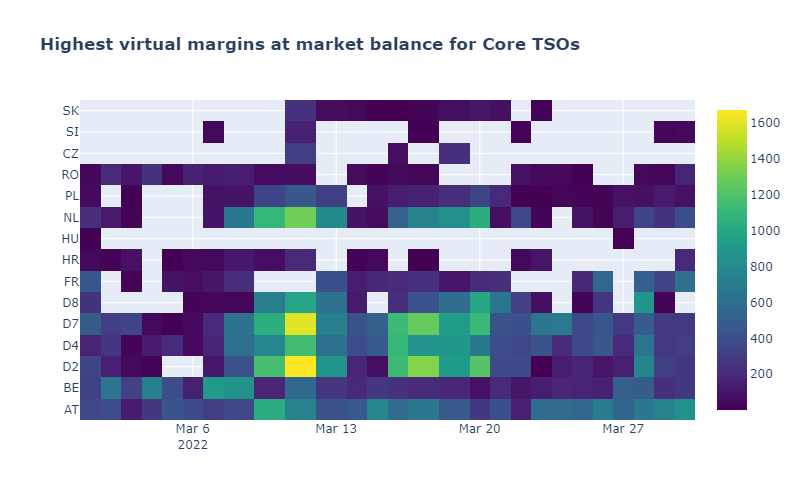 Highest virtual margins at market balance for Core TSOs
SK
SI
CZ
RO
PL
NL
HU
HR
FR
D8
D7
D4
D2
BE
AT
Mar 6
2022
Mar 13
Mar 20
Mar 27
1600
1400
1200
1000
800
600
400
200